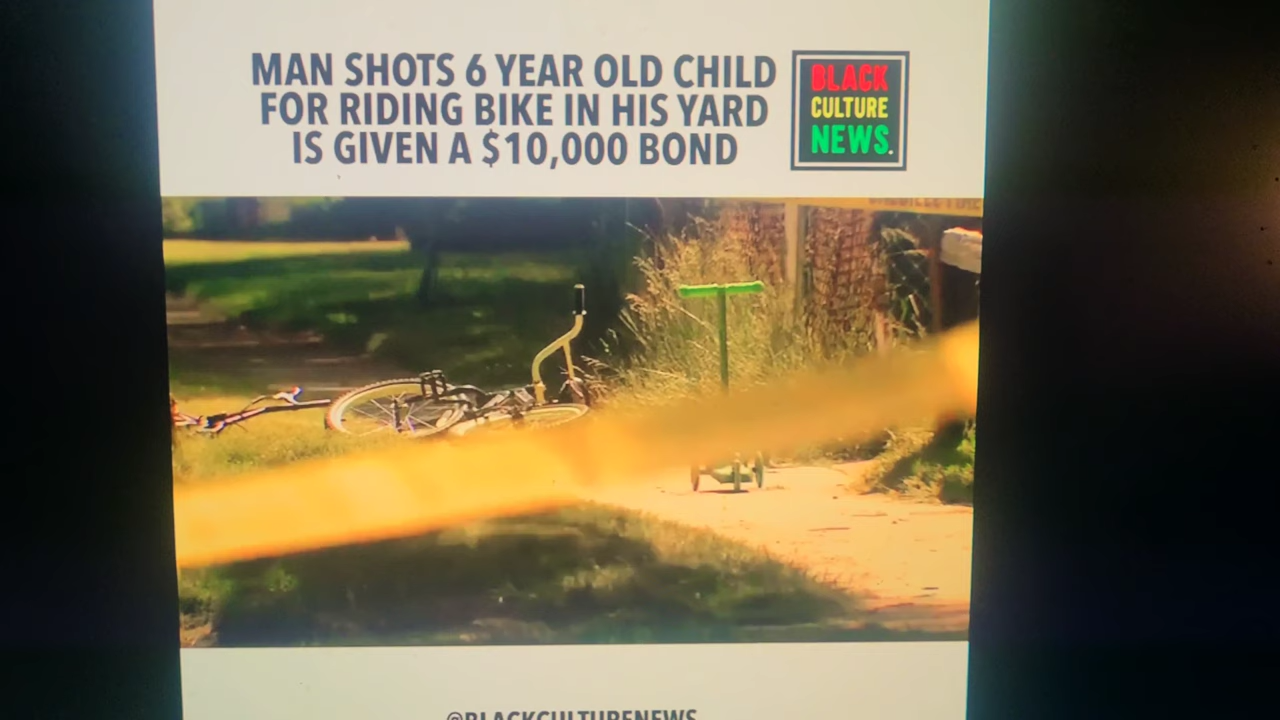 MAN SHOTS 6 YEAR OLD CHILD
FOR RIDING BIKE IN HIS YARD
IS GIVEN A $10,000 BOND
BLACK
CULTURE
NEWS.
@BLACKCULTURENEWS